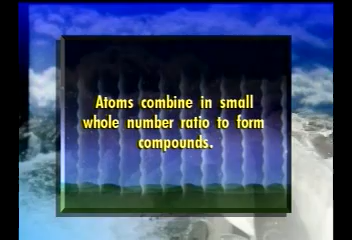 Atoms combine in small
whole number ratio to form
compounds.